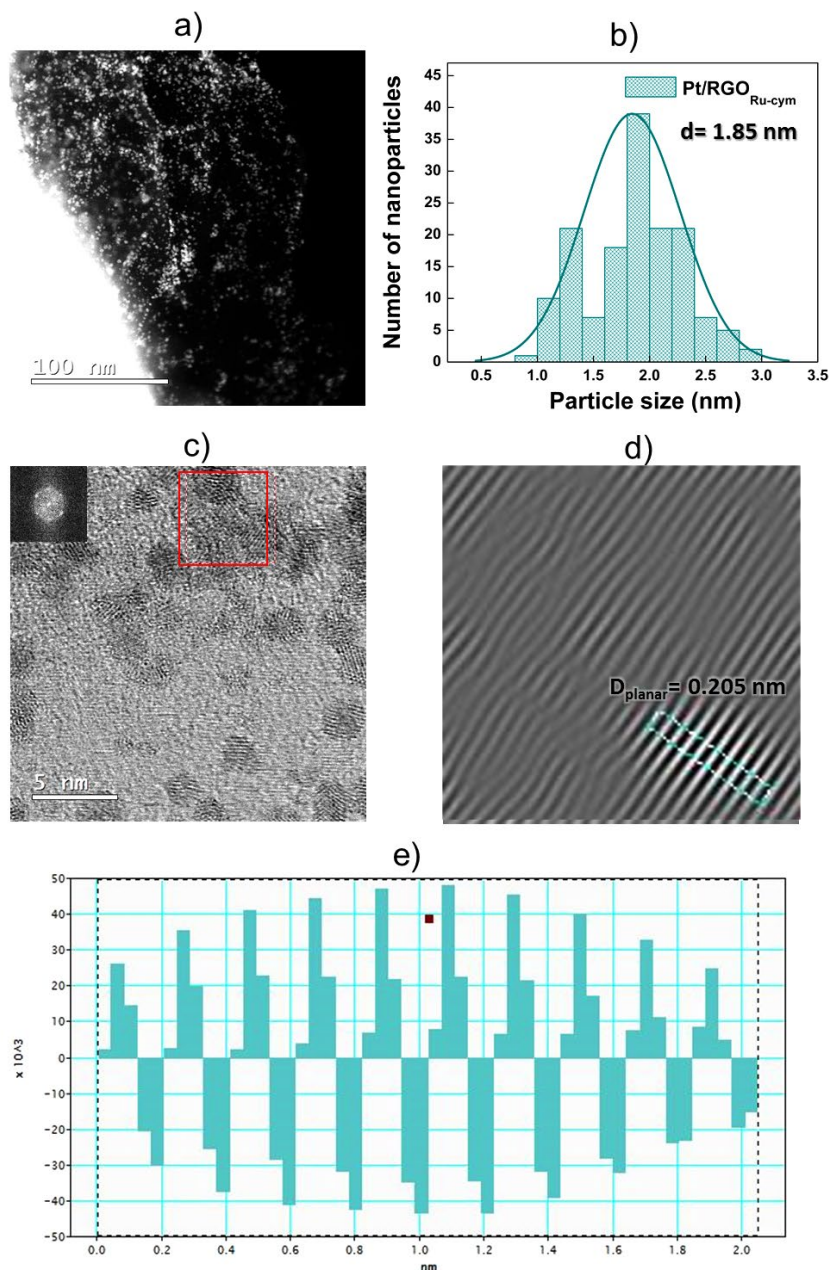 a)
100 nm
b)
Number of nanoparticles
45
40
35
30
25
20
15
10
5
0
Pt/RGO Ru-cym
d= 1.85 nm
0.5 1.0 1.5 2.0 2.5 3.0 3.5
Particle size (nm)
c)
5 nm
d)
D planar= 0.205 nm
e)
x 10^3
50
40
30
20
10
0
-10
-20
-30
-40
-50
0.0 0.2 0.4 0.6 0.8 1.0 1.2 1.4 1.6 1.8 2.0
nm